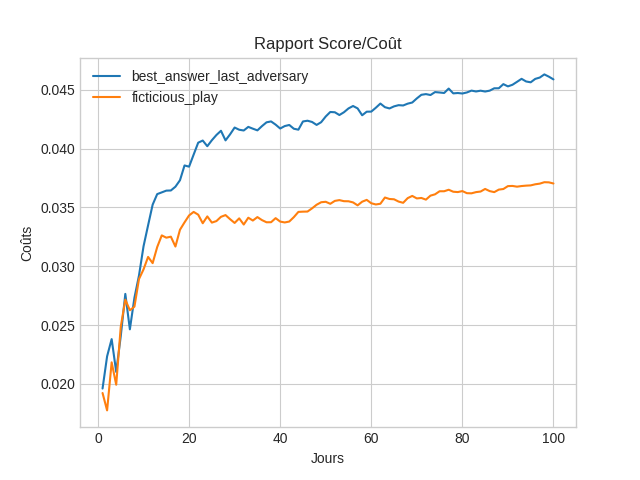 Rapport Score/Coût
best_answer_last_adversary
ficticious_play
0.045
0.040
0.035
0.030
0.025
0.020
Coûts
0 20 40 60 80 100
Jours